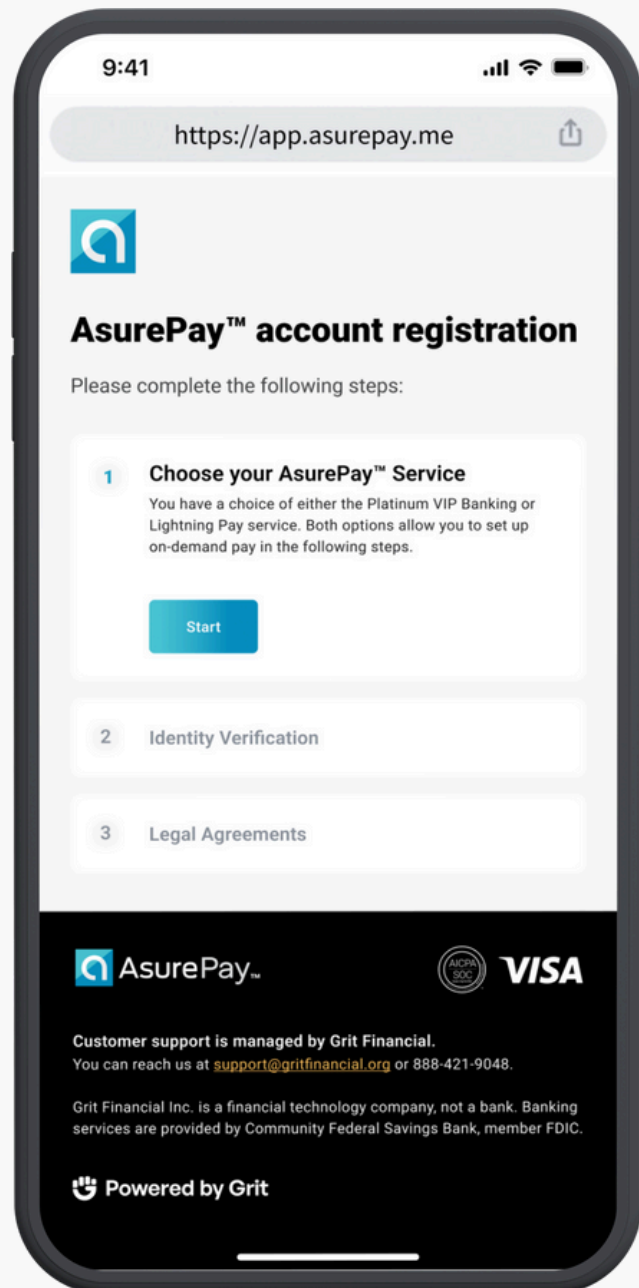 9:41
https://app.asurepay.me
AsurePay™ account registration
Please complete the following steps:
1
Choose your AsurePay™ Service
You have a choice of either the Platinum VIP Banking or
Lightning Pay service. Both options allow you to set up
on-demand pay in the following steps.
Start
2 Identity Verification
3 Legal Agreements
AsurePay™
AICPA
SOC
VISA
Customer support is managed by Grit Financial.
You can reach us at support@gritfinancial.org or 888-421-9048.
Grit Financial Inc. is a financial technology company, not a bank. Banking
services are provided by Community Federal Savings Bank, member FDIC.
Powered by Grit